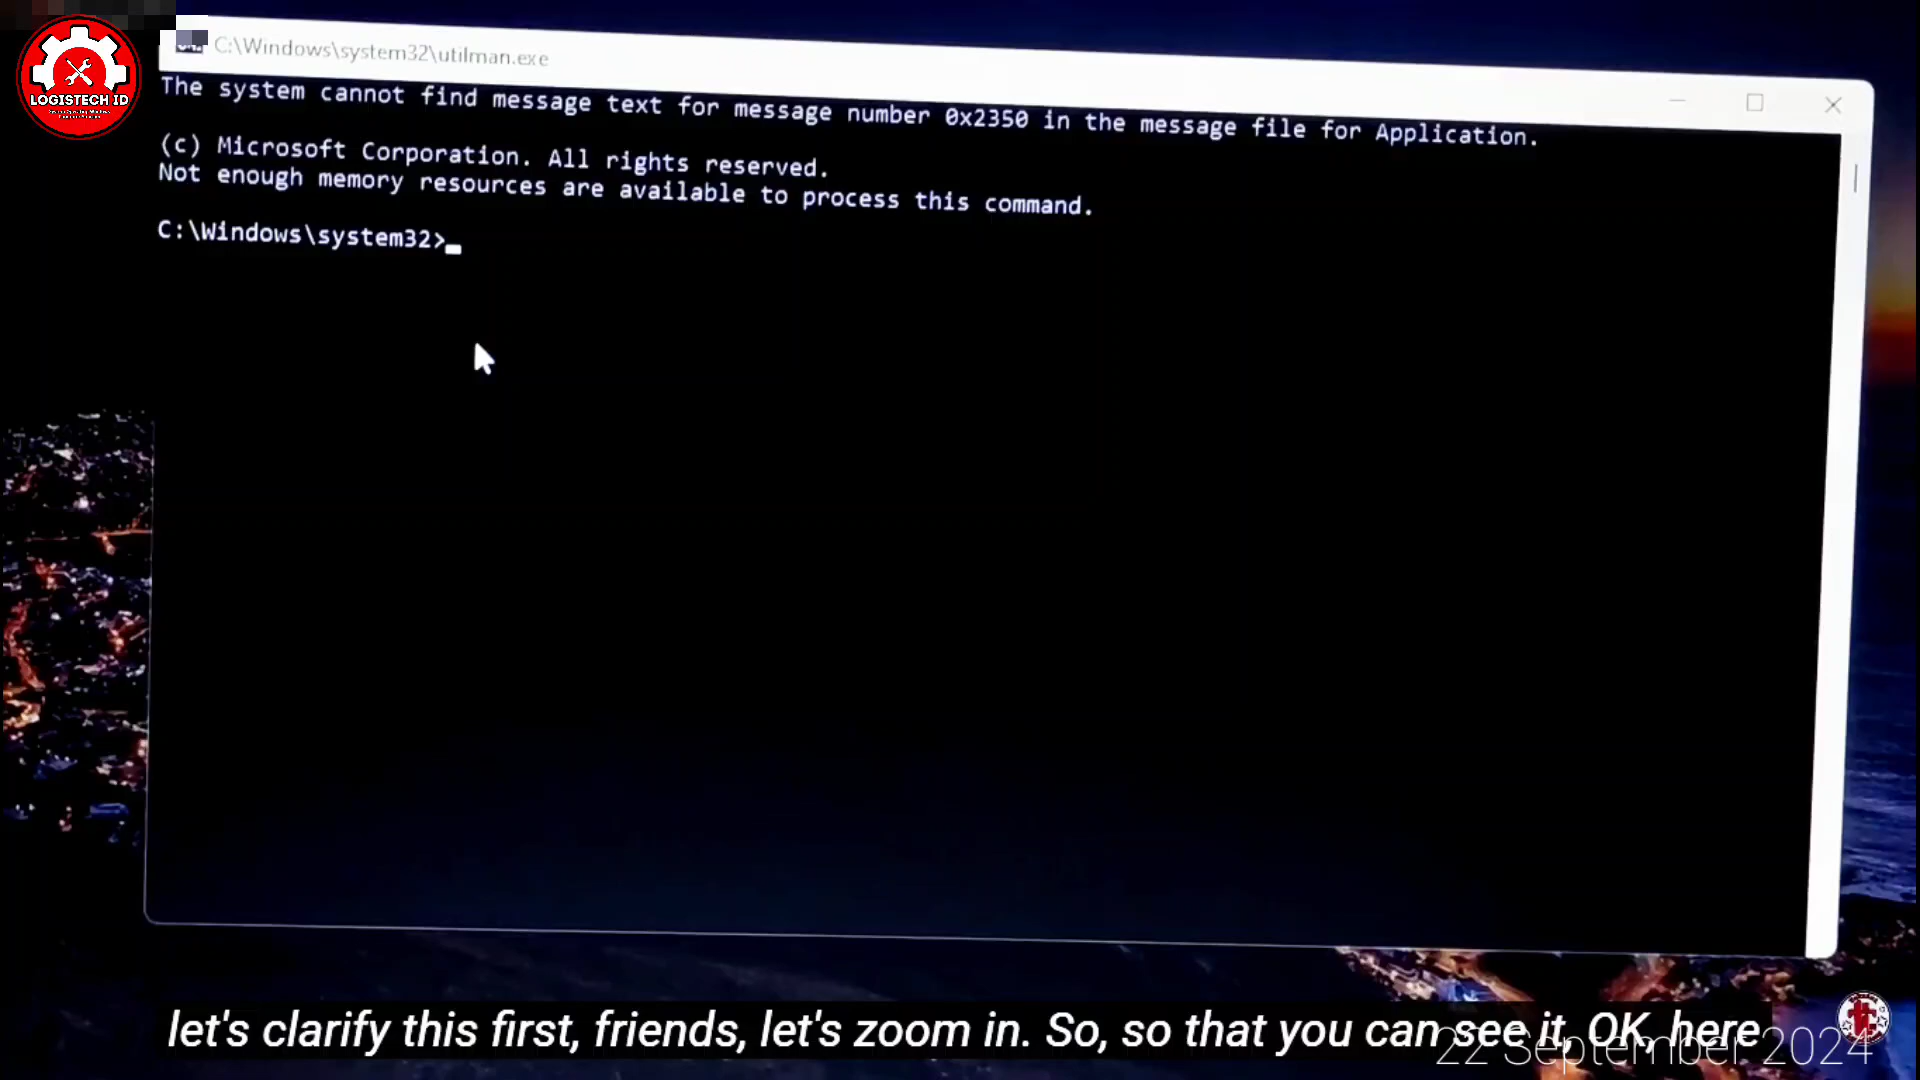 LOGISTECH ID
C:\Windows\system32\utilman.exe
The system cannot find message text for message number 0x2350 in the message file for Application.
(c) Microsoft Corporation. All rights reserved.
Not enough memory resources are available to process this command.
C:\Windows\system32>
let's clarify this first, friends, let's zoom in. So, so that you can see it, OK, here
22 September 2024